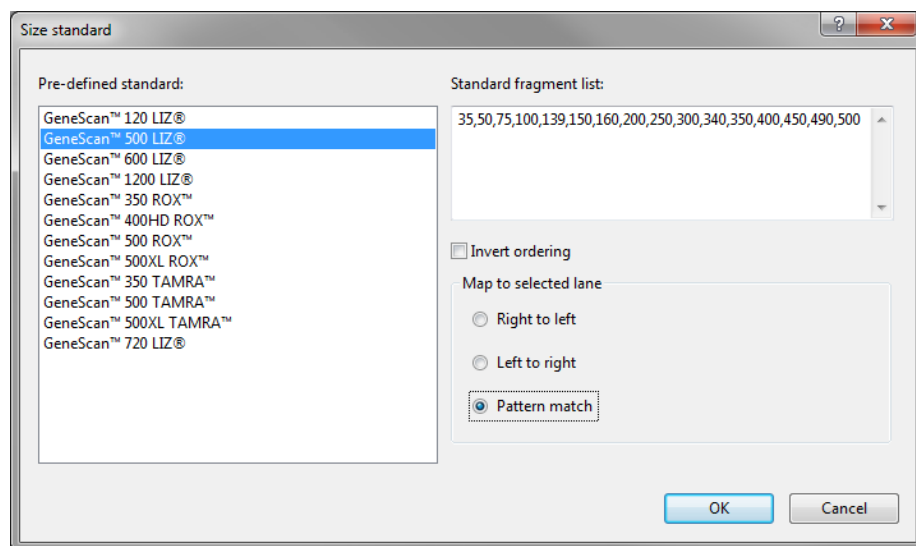 Size standard
Pre-defined standard:
GeneScan™ 120 LIZ®
GeneScan™ 500 LIZ®
GeneScan™ 600 LIZ®
GeneScan™ 1200 LIZ®
GeneScan™ 350 ROX™
GeneScan™ 400HD ROX™
GeneScan™ 500 ROX™
GeneScan™ 500XL ROX™
GeneScan™ 350 TAMRA™
GeneScan™ 500 TAMRA™
GeneScan™ 500XL TAMRA™
GeneScan™ 720 LIZ®
Standard fragment list:
35,50,75,100,139,150,160,200,250,300,340,350,400,450,490,500
Invert ordering
Map to selected lane
Right to left
Left to right
Pattern match
OK
Cancel